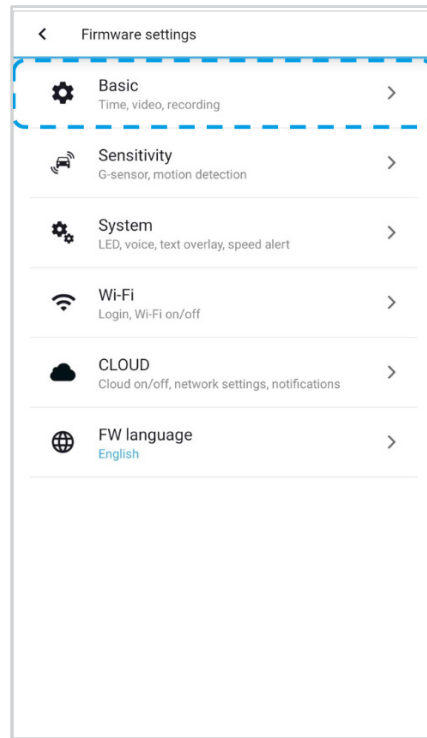 Firmware settings
Basic
Time, video, recording
Sensitivity
G-sensor, motion detection
System
LED, voice, text overlay, speed alert
Wi-Fi
Login, Wi-Fi on/off
CLOUD
Cloud on/off, network settings, notifications
FW language
English